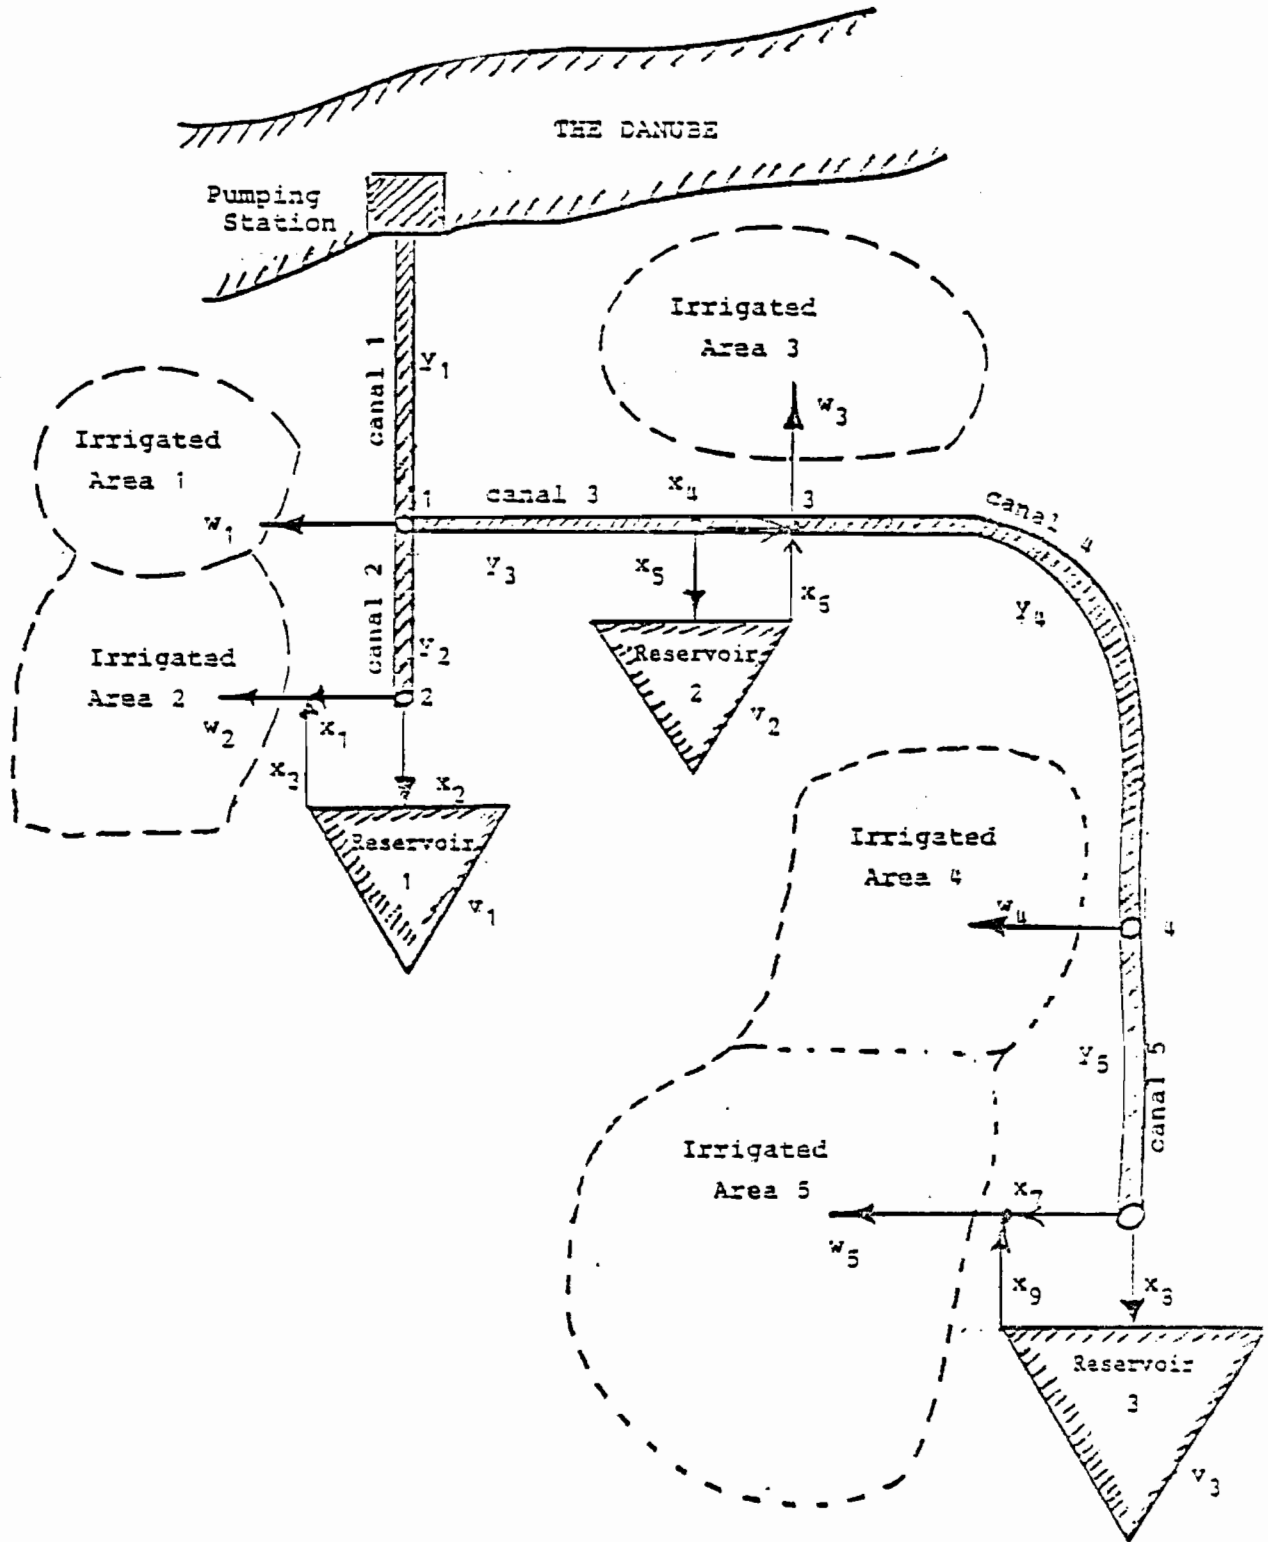 THE DANUBE
Pumping
Station
canal 1
y₁
Irrigated
Area 3
w₃
Irrigated
Area 1
w₁
1
canal 3
x₄
3
canal 4
y₃
x₅
x₆
y₄
canal 2
y₂
Irrigated
Area 2
w₂
x₁
2
x₃
x₂
Reservoir
1
v₁
Reservoir
2
v₂
Irrigated
Area 4
w₄
4
y₅
canal 5
Irrigated
Area 5
w₅
x₇
x₉
Reservoir
3
v₃